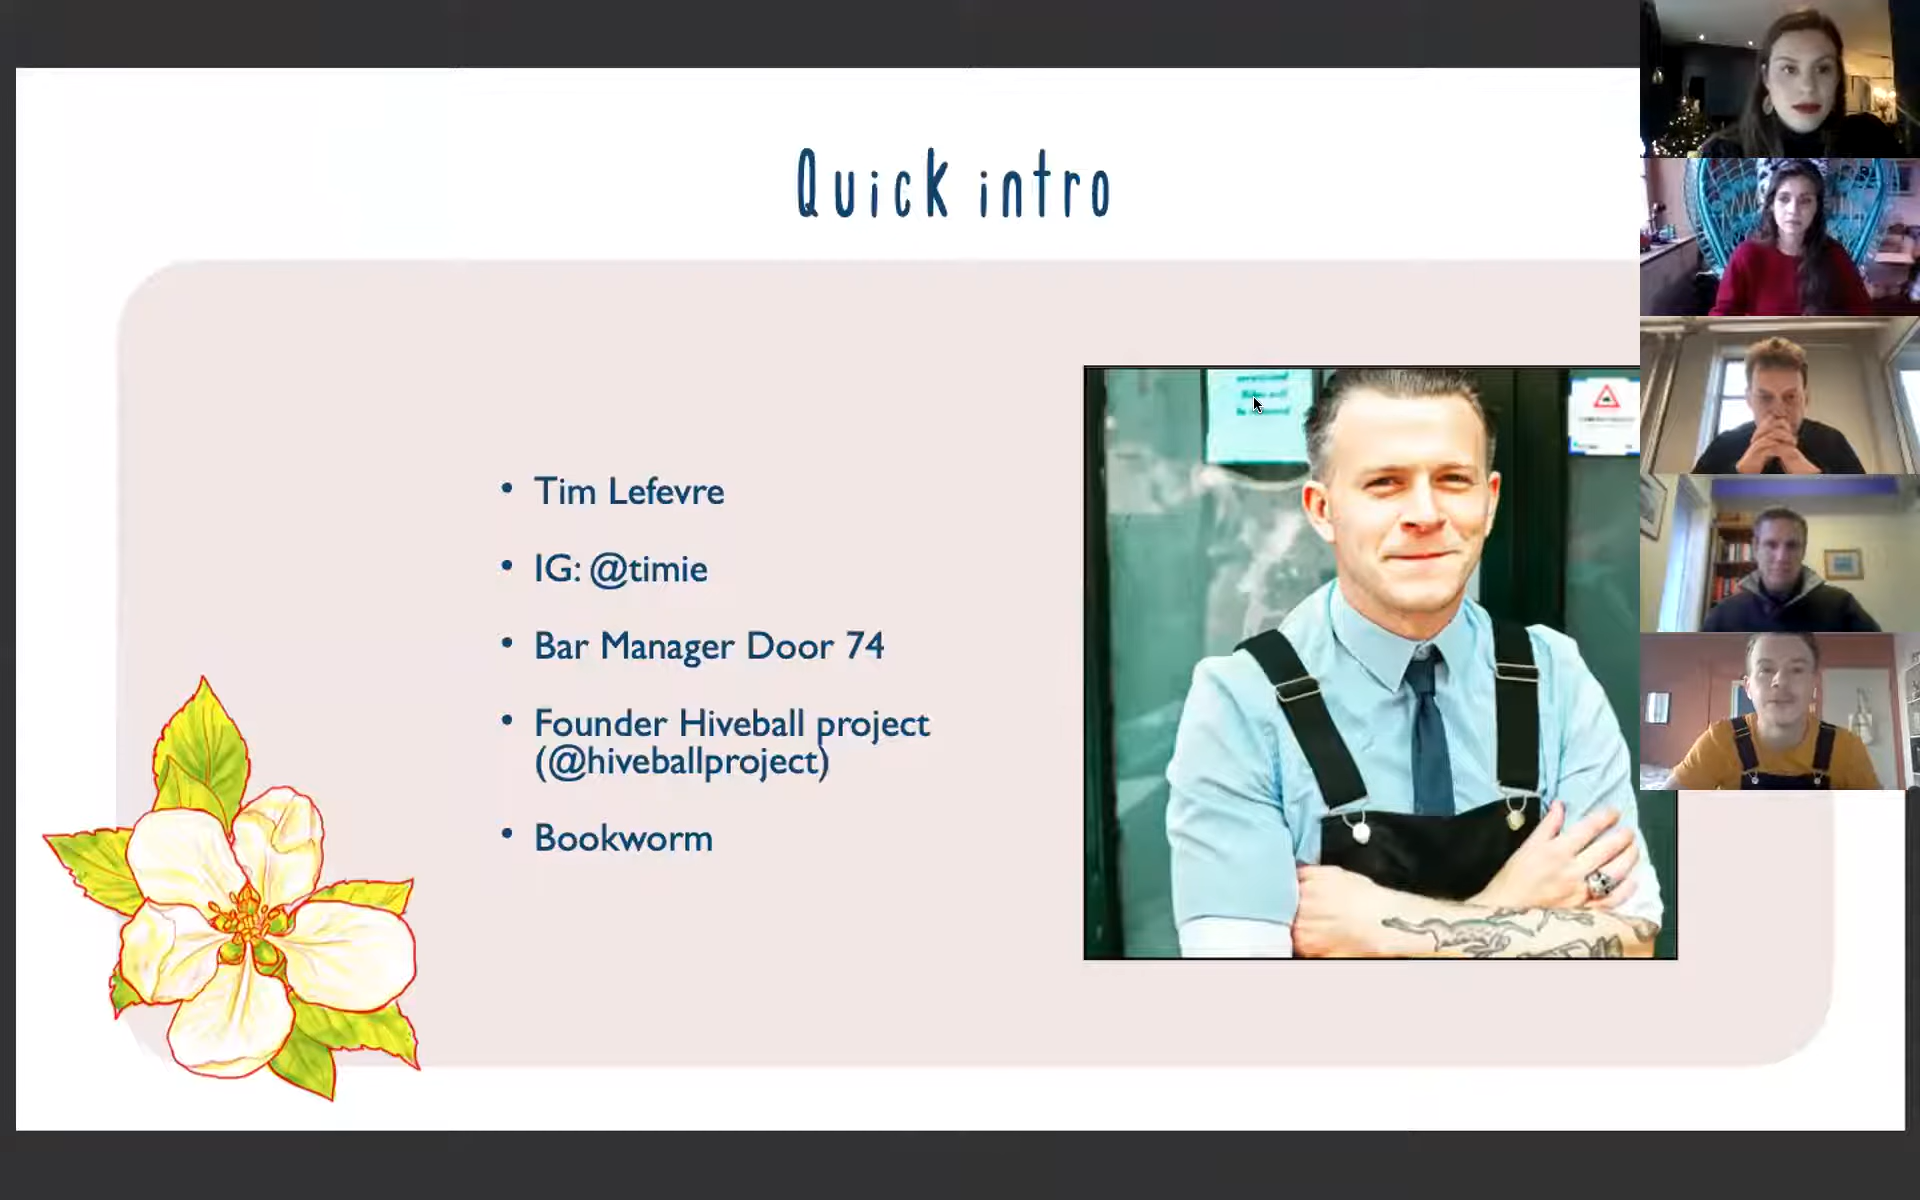 Quick intro
• Tim Lefevre
• IG: @timie
• Bar Manager Door 74
• Founder Hiveball project
(@hiveballproject)
• Bookworm